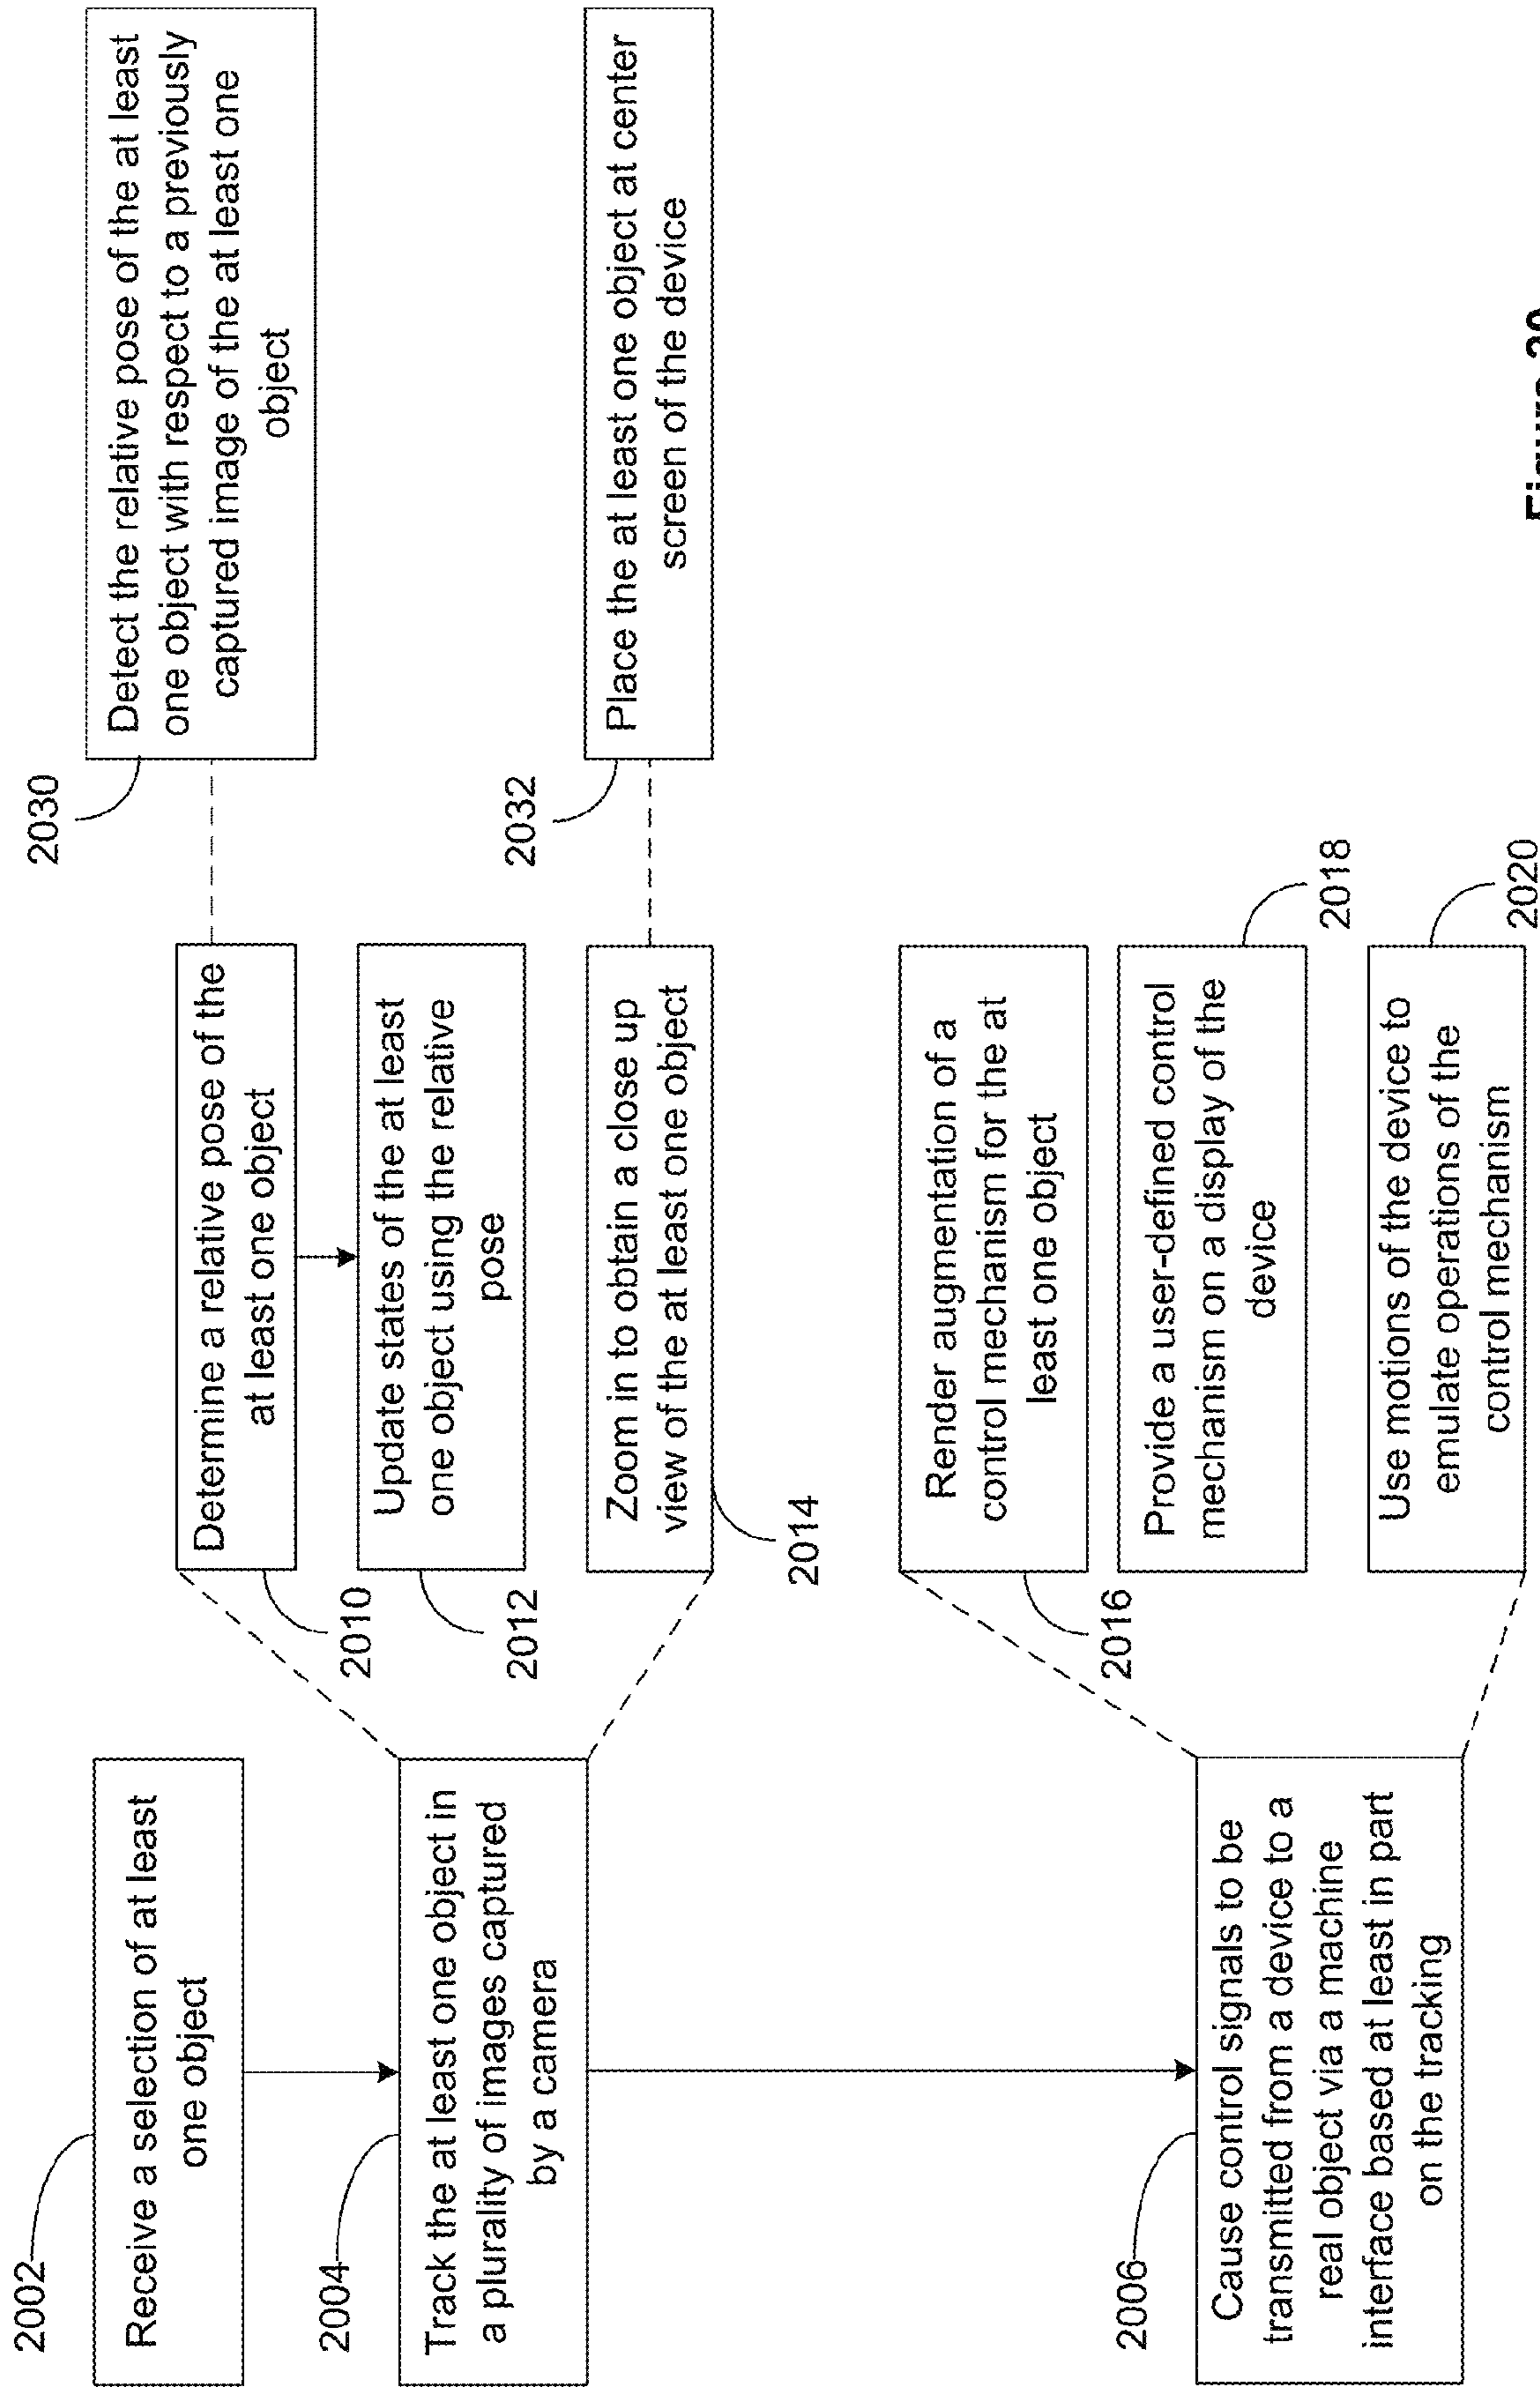 2002
Receive a selection of at least
one object
2004
Track the at least one object in
a plurality of images captured
by a camera
2006
Cause control signals to be
transmitted from a device to a
real object via a machine
interface based at least in part
on the tracking
Determine a relative pose of the
at least one object
2010
Update states of the at least
one object using the relative
pose
2012
Zoom in to obtain a close up
view of the at least one object
2014
Render augmentation of a
control mechanism for the at
least one object
2016
Provide a user-defined control
mechanism on a display of the
device
2018
Use motions of the device to
emulate operations of the
control mechanism
2020
2030
Detect the relative pose of the at least
one object with respect to a previously
captured image of the at least one
object
2032
Place the at least one object at center
screen of the device
Figure 20